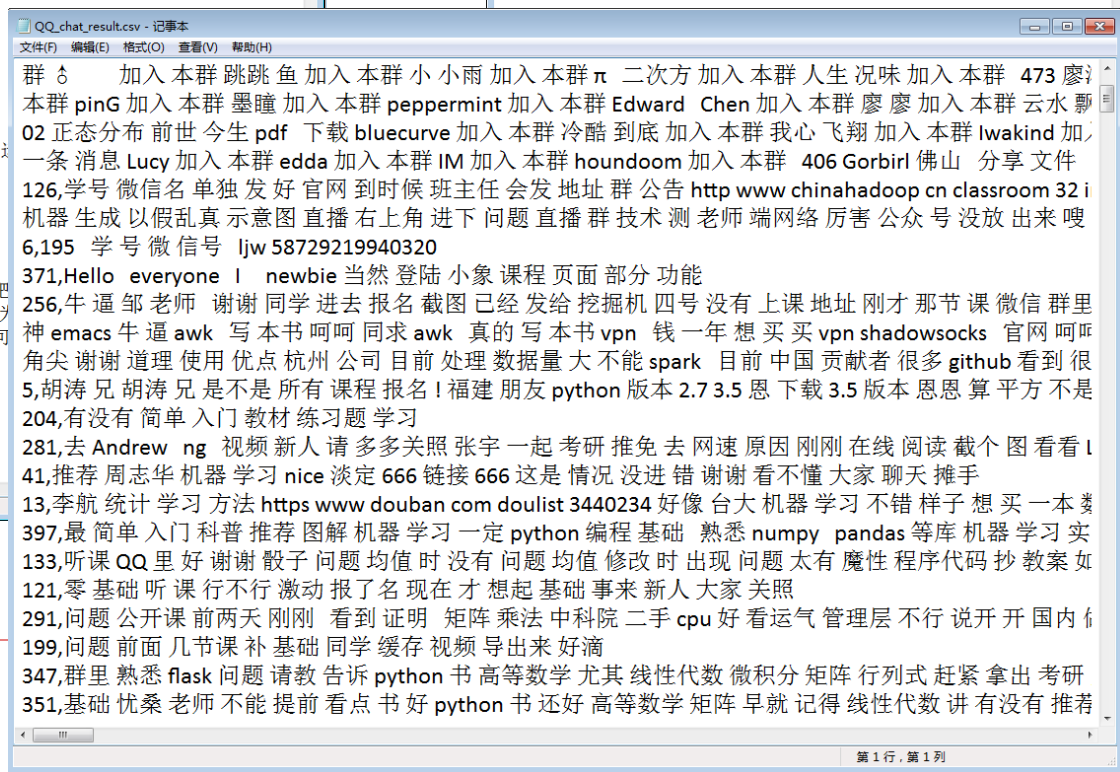 QQ_chat_result.csv - 记事本
文件(F) 编辑(E) 格式(O) 查看(V) 帮助(H)
群 ♂ 加入 本群 跳跳 鱼 加入 本群 小 小雨 加入 本群 π 二次方 加入 本群 人生 况味 加入 本群 473 廖
本群 pinG 加入 本群 墨瞳 加入 本群 peppermint 加入 本群 Edward Chen 加入 本群 廖 廖 加入 本群 云水 飘
02 正态分布 前世 今生 pdf 下载 bluecurve 加入 本群 冷酷 到底 加入 本群 我心 飞翔 加入 本群 lwakind 加
一条 消息 Lucy 加入 本群 edda 加入 本群 IM 加入 本群 houndoom 加入 本群 406 Gorbirl 佛山 分享 文件
126,学号 微信名 单独 发 好 官网 到时候 班主任 会发 地址 群 公告 http www chinahadoop cn classroom 32 i
机器 生成 以假乱真 示意图 直播 右上角 进下 问题 直播 群 技术 测 老师 端网络 厉害 公众 号 没放 出来 嗖
6,195 学 号 微 信号 ljw 58729219940320
371,Hello everyone I newbie 当然 登陆 小象 课程 页面 部分 功能
256,牛 逼 邹 老师 谢谢 同学 进去 报名 截图 已经 发给 挖掘机 四号 没有 上课 地址 刚才 那节 课 微信 群里
神 emacs 牛 逼 awk 写 本书 呵呵 同求 awk 真的 写 本书 vpn 钱 一年 想 买 买 vpn shadowsocks 官网 呵呵
角尖 谢谢 道理 使用 优点 杭州 公司 目前 处理 数据量 大 不能 spark 目前 中国 贡献者 很多 github 看到 很
5,胡涛 兄 胡涛 兄 是不是 所有 课程 报名 ! 福建 朋友 python 版本 2.7 3.5 恩 下载 3.5 版本 恩恩 算 平方 不是
204,有没有 简单 入门 教材 练习题 学习
281,去 Andrew ng 视频 新人 请 多多关照 张宇 一起 考研 推免 去 网速 原因 刚刚 在线 阅读 截个 图 看看 L
41,推荐 周志华 机器 学习 nice 淡定 666 链接 666 这是 情况 没进 错 谢谢 看不懂 大家 聊天 摊手
13,李航 统计 学习 方法 https www douban com doulist 3440234 好像 台大 机器 学习 不错 样子 想 买 一本
397,最 简单 入门 科普 推荐 图解 机器 学习 一定 python 编程 基础 熟悉 numpy pandas 等库 机器 学习 实
133,听课 QQ 里 好 谢谢 骰子 问题 均值 时 没有 问题 均值 修改 时 出现 问题 太有 魔性 程序代码 抄 教案 如
121,零 基础 听 课 行不行 激动 报了名 现在 才 想起 基础 事来 新人 大家 关照
291,问题 公开课 前两天 刚刚 看到 证明 矩阵 乘法 中科院 二手 cpu 好 看运气 管理层 不行 说开 开 国内
199,问题 前面 几节课 补 基础 同学 缓存 视频 导出来 好滴
347,群里 熟悉 flask 问题 请教 告诉 python 书 高等数学 尤其 线性代数 微积分 矩阵 行列式 赶紧 拿出 考研
351,基础 忧桑 老师 不能 提前 看点 书 好 python 书 还好 高等数学 矩阵 早就 记得 线性代数 讲 有没有 推荐
第 1 行 , 第 1 列